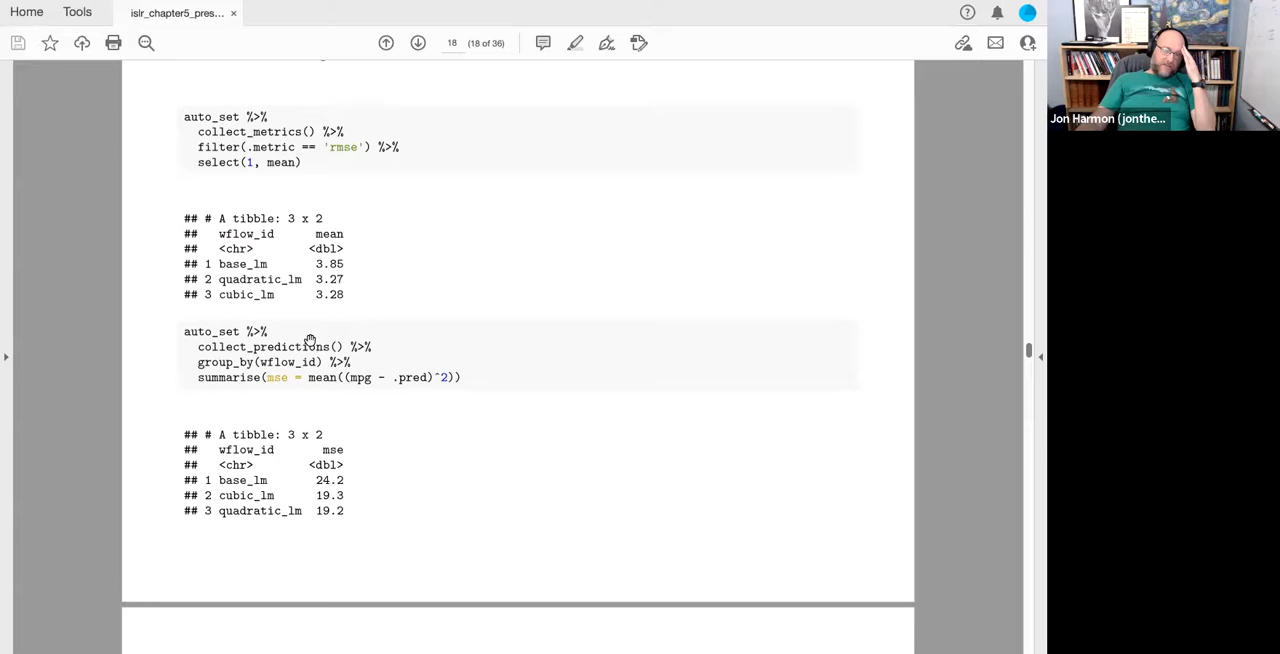 Home
Tools
islr_chapter5_pres...
×
18
(18 of 36)
Jon Harmon (jonthe...
auto_set %>%
collect_metrics() %>%
filter(.metric == 'rmse') %>%
select(1, mean)
## # A tibble: 3 x 2
## wflow_id mean
## <chr> <dbl>
## 1 base_lm 3.85
## 2 quadratic_lm 3.27
## 3 cubic_lm 3.28
auto_set %>%
collect_predictions() %>%
group_by(wflow_id) %>%
summarise(mse = mean((mpg - .pred)^2))
## # A tibble: 3 x 2
## wflow_id mse
## <chr> <dbl>
## 1 base_lm 24.2
## 2 cubic_lm 19.3
## 3 quadratic_lm 19.2